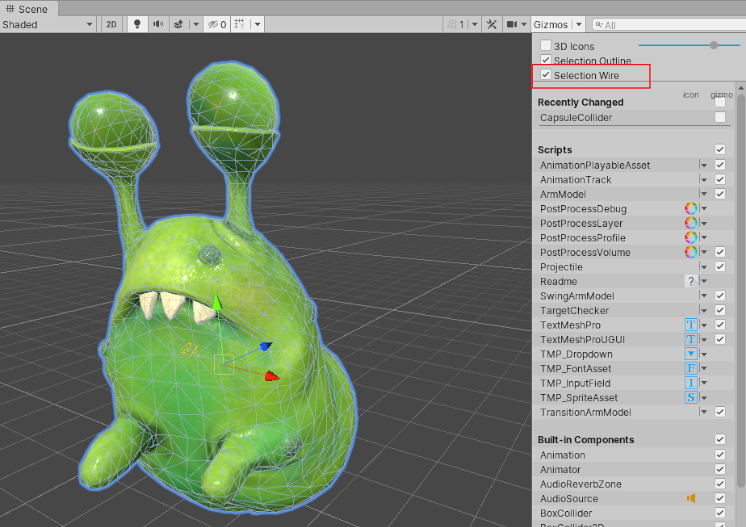 Scene
Shaded
2D
0
1
Gizmos
All
3D Icons
Selection Outline
Selection Wire
icon gizmo
Recently Changed
CapsuleCollider
Scripts
AnimationPlayableAsset
AnimationTrack
ArmModel
PostProcessDebug
PostProcessLayer
PostProcessProfile
PostProcessVolume
Projectile
Readme ?
SwingArmModel
TargetChecker
TextMeshPro T
TextMeshProUGUI T
TMP_Dropdown
TMP_FontAsset F
TMP_InputField I
TMP_SpriteAsset S
TransitionArmModel
Built-in Components
Animation
Animator
AudioReverbZone
AudioSource
BoxCollider
BoxCollider2D